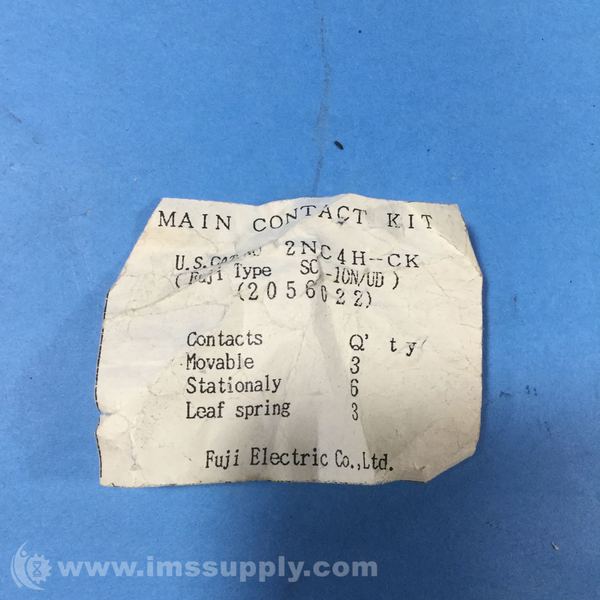 MAIN CONTACT KIT
U.S. 2NC4H-CK
(Fuji Type SC-10N/UD)
(2056022)
Contacts Q'ty
Movable 3
Stationaly 6
Leaf spring 3
Fuji Electric Co.,Ltd.
www.imssupply.com